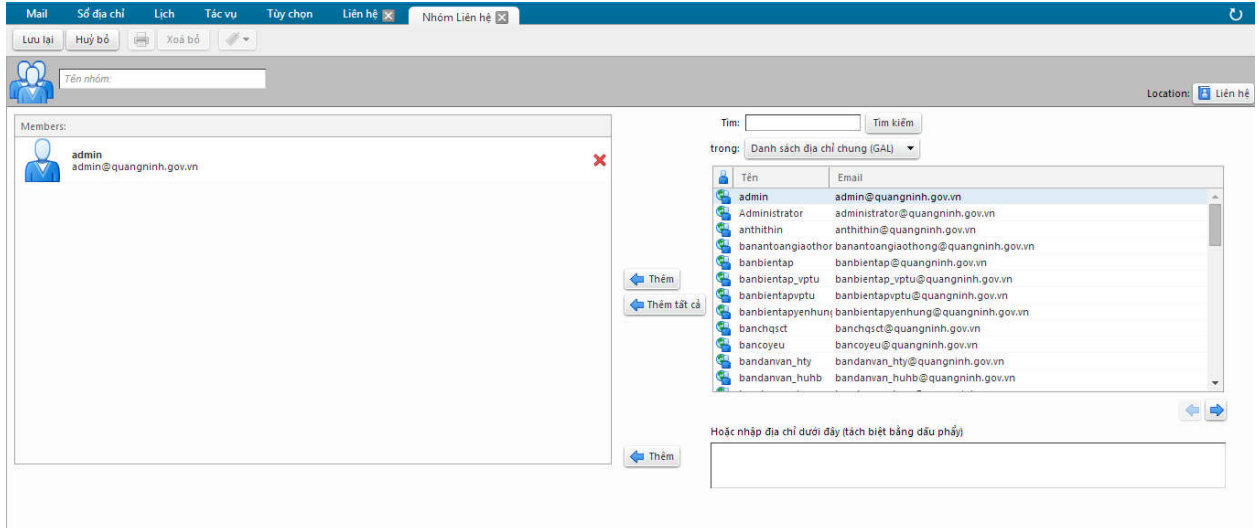 Mail Sổ địa chỉ Lịch Tác vụ Tùy chọn Liên hệ Nhóm Liên hệ
Lưu lại Huỷ bỏ Xoá bỏ
Tên nhóm:
Location: Liên hệ
Members:
admin
admin@quangninh.gov.vn
Tìm: Tìm kiếm
trong: Danh sách địa chỉ chung (GAL)
Tên Email
admin admin@quangninh.gov.vn
Administrator administrator@quangninh.gov.vn
anthithin anthithin@quangninh.gov.vn
banantoangiaothor banantoangiaothong@quangninh.gov.vn
banbientap banbientap@quangninh.gov.vn
banbientap_vptu banbientap_vptu@quangninh.gov.vn
banbientapvptu banbientapvptu@quangninh.gov.vn
banbientapyenhung banbientapyenhung@quangninh.gov.vn
banchqsct banchqsct@quangninh.gov.vn
bancoyeu bancoyeu@quangninh.gov.vn
bandanvan_hty bandanvan_hty@quangninh.gov.vn
bandanvan_huhb bandanvan_huhb@quangninh.gov.vn
Thêm
Thêm tất cả
Hoặc nhập địa chỉ dưới đây (tách biệt bằng dấu phẩy)
Thêm